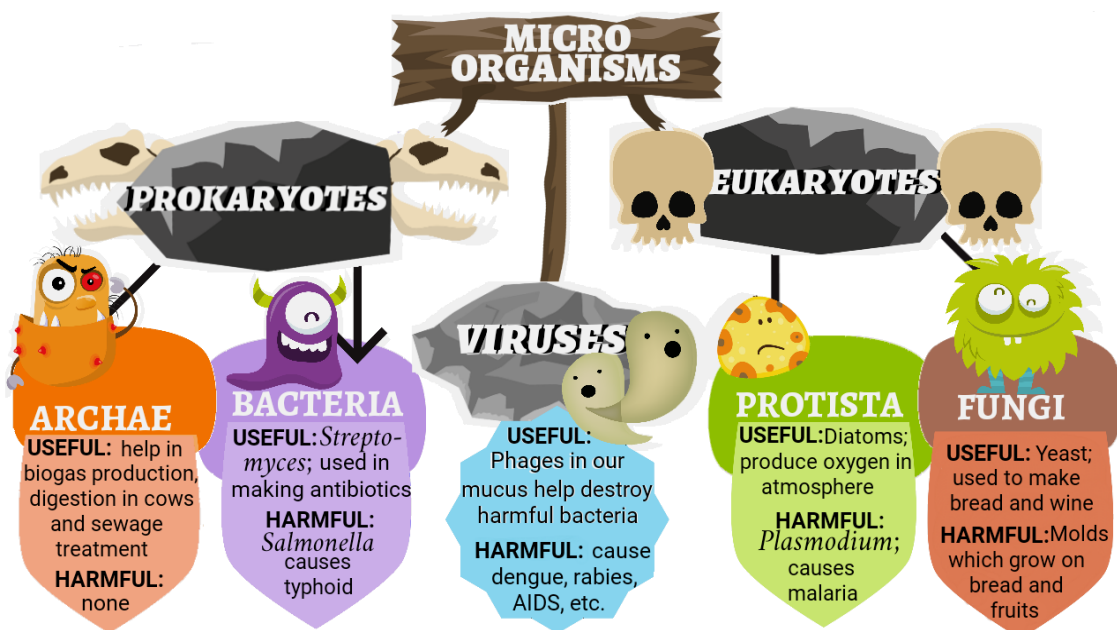 MICRO
ORGANISMS
PROKARYOTES
EUKARYOTES
VIRUSES
ARCHAE
USEFUL: help in
biogas production,
digestion in cows
and sewage
treatment
HARMFUL:
none
BACTERIA
USEFUL:Strepto-
myces; used in
making antibiotics
HARMFUL:
Salmonella
causes
typhoid
USEFUL:
Phages in our
mucus help destroy
harmful bacteria
HARMFUL: cause
dengue, rabies,
AIDS, etc.
PROTISTA
USEFUL:Diatoms;
produce oxygen in
atmosphere
HARMFUL:
Plasmodium;
causes
malaria
FUNGI
USEFUL: Yeast;
used to make
bread and wine
HARMFUL:Molds
which grow on
bread and
fruits